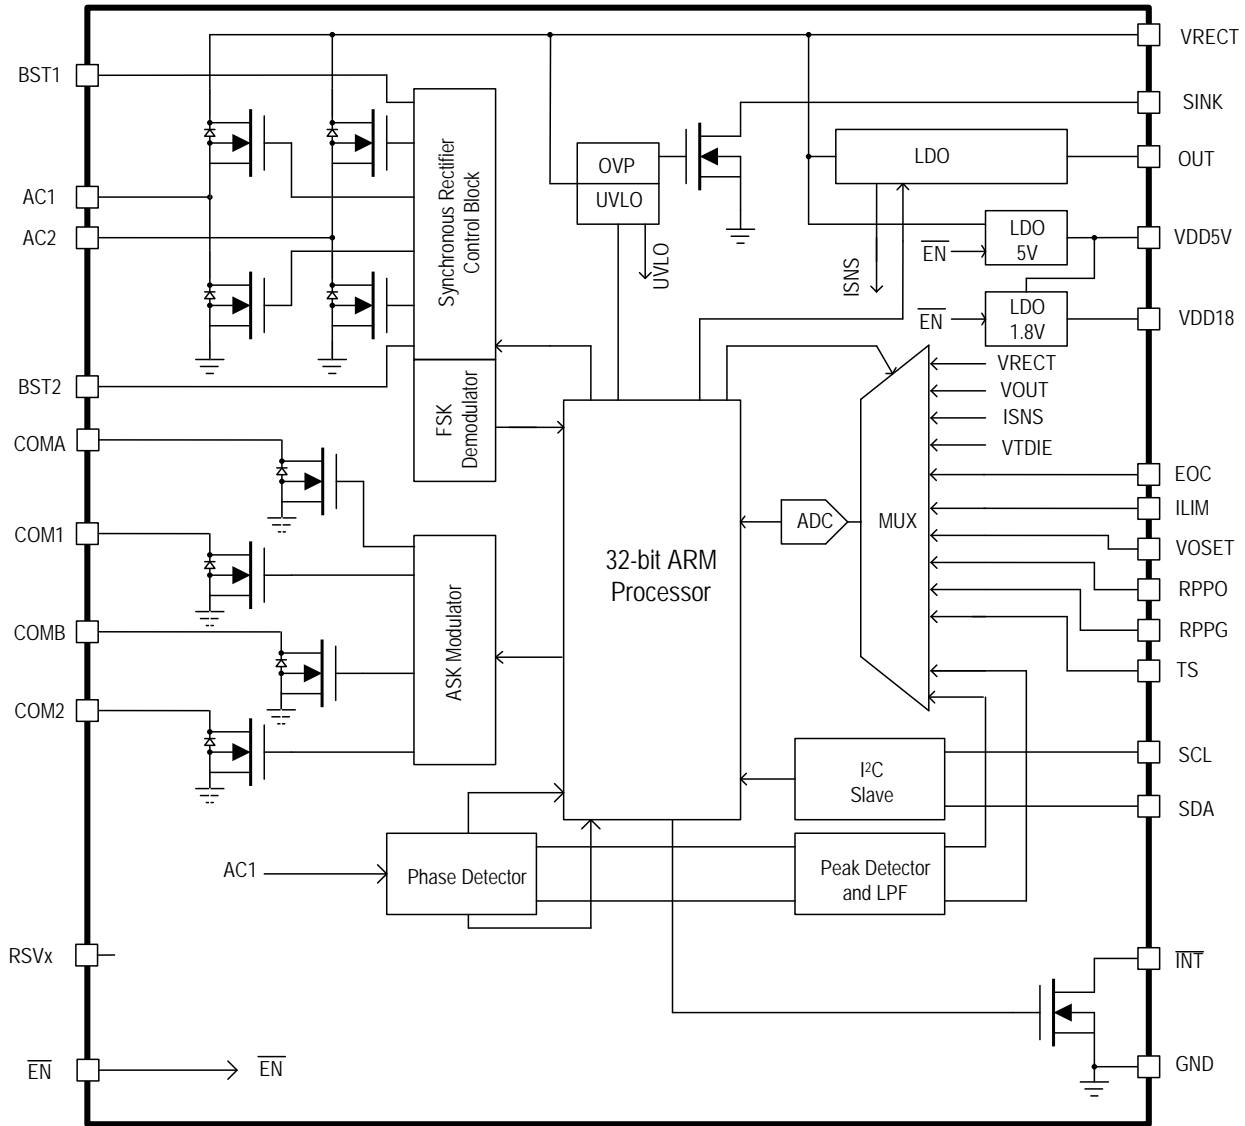 VRECT
BST1
SINK
OVP
UVLO
LDO
OUT
AC1
AC2
Synchronous Rectifier
Control Block
UVLO
ISNS
EN
LDO
5V
VDD5V
EN
LDO
1.8V
VDD18
BST2
FSK
Demodulator
VRECT
VOUT
ISNS
VTDIE
COMA
EOC
ILIM
COM1
ADC
MUX
VOSET
32-bit ARM
Processor
RPPO
COMB
ASK Modulator
RPPG
TS
COM2
I²C
Slave
SCL
SDA
AC1
Phase Detector
Peak Detector
and LPF
RSVx
INT
EN
EN
GND